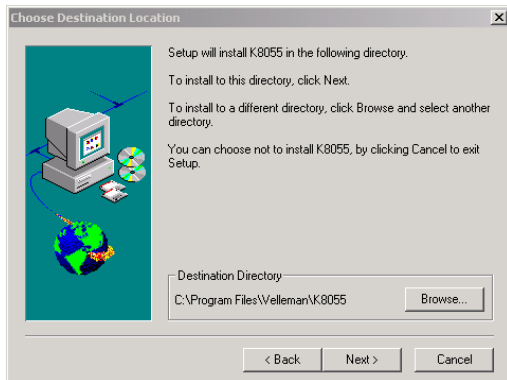 Choose Destination Location
Setup will install K8055 in the following directory.
To install to this directory, click Next.
To install to a different directory, click Browse and select another
directory.
You can choose not to install K8055, by clicking Cancel to exit
Setup.
Destination Directory
C:\Program Files\Velleman\K8055
Browse...
< Back
Next >
Cancel